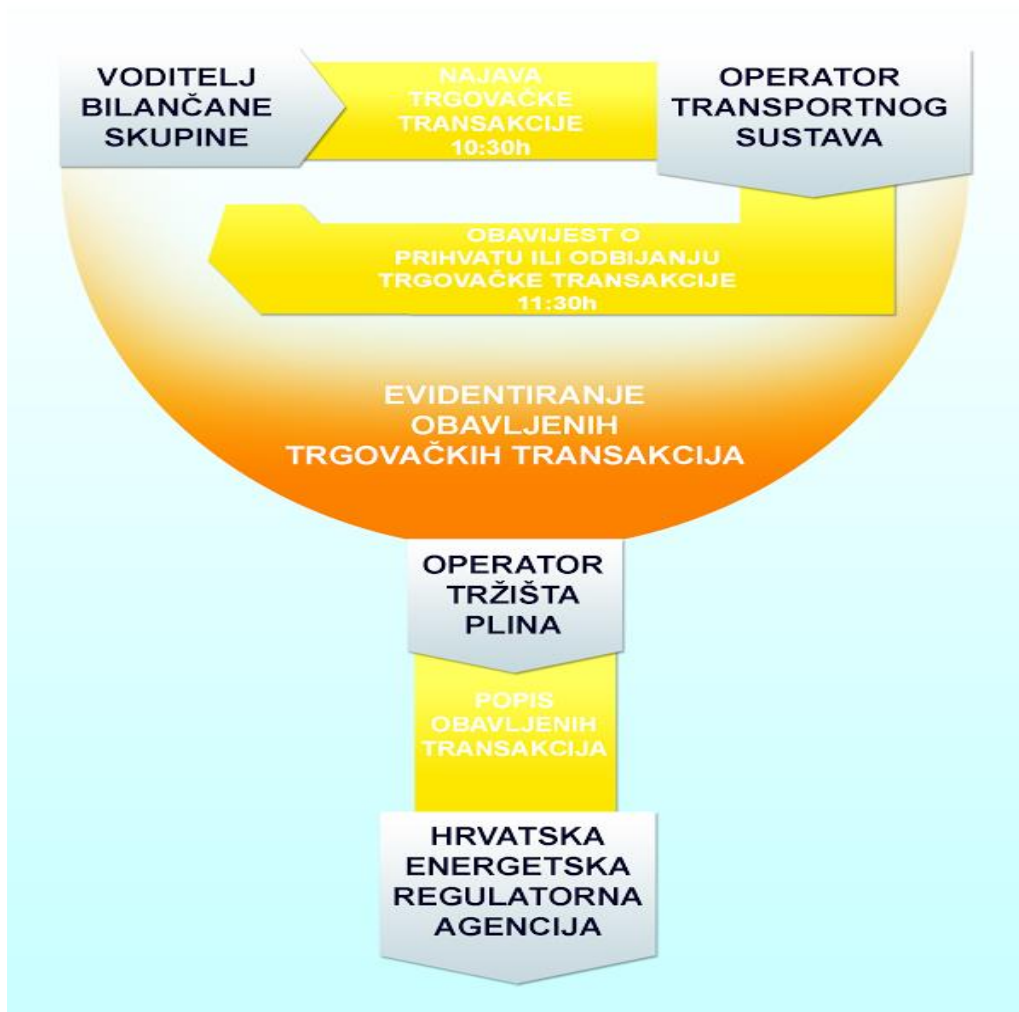 VODITELJ
BILANČANE
SKUPINE
NAJAVA
TRGOVAČKE
TRANSAKCIJE
10:30h
OPERATOR
TRANSPORTNOG
SUSTAVA
OBAVIJEST O
PRIHVATU ILI ODBIJANJU
TRGOVAČKE TRANSAKCIJE
11:30h
EVIDENTIRANJE
OBAVLJENIH
TRGOVAČKIH TRANSAKCIJA
OPERATOR
TRŽIŠTA
PLINA
POPIS
OBAVLJENIH
TRANSAKCIJA
HRVATSKA
ENERGETSKA
REGULATORNA
AGENCIJA